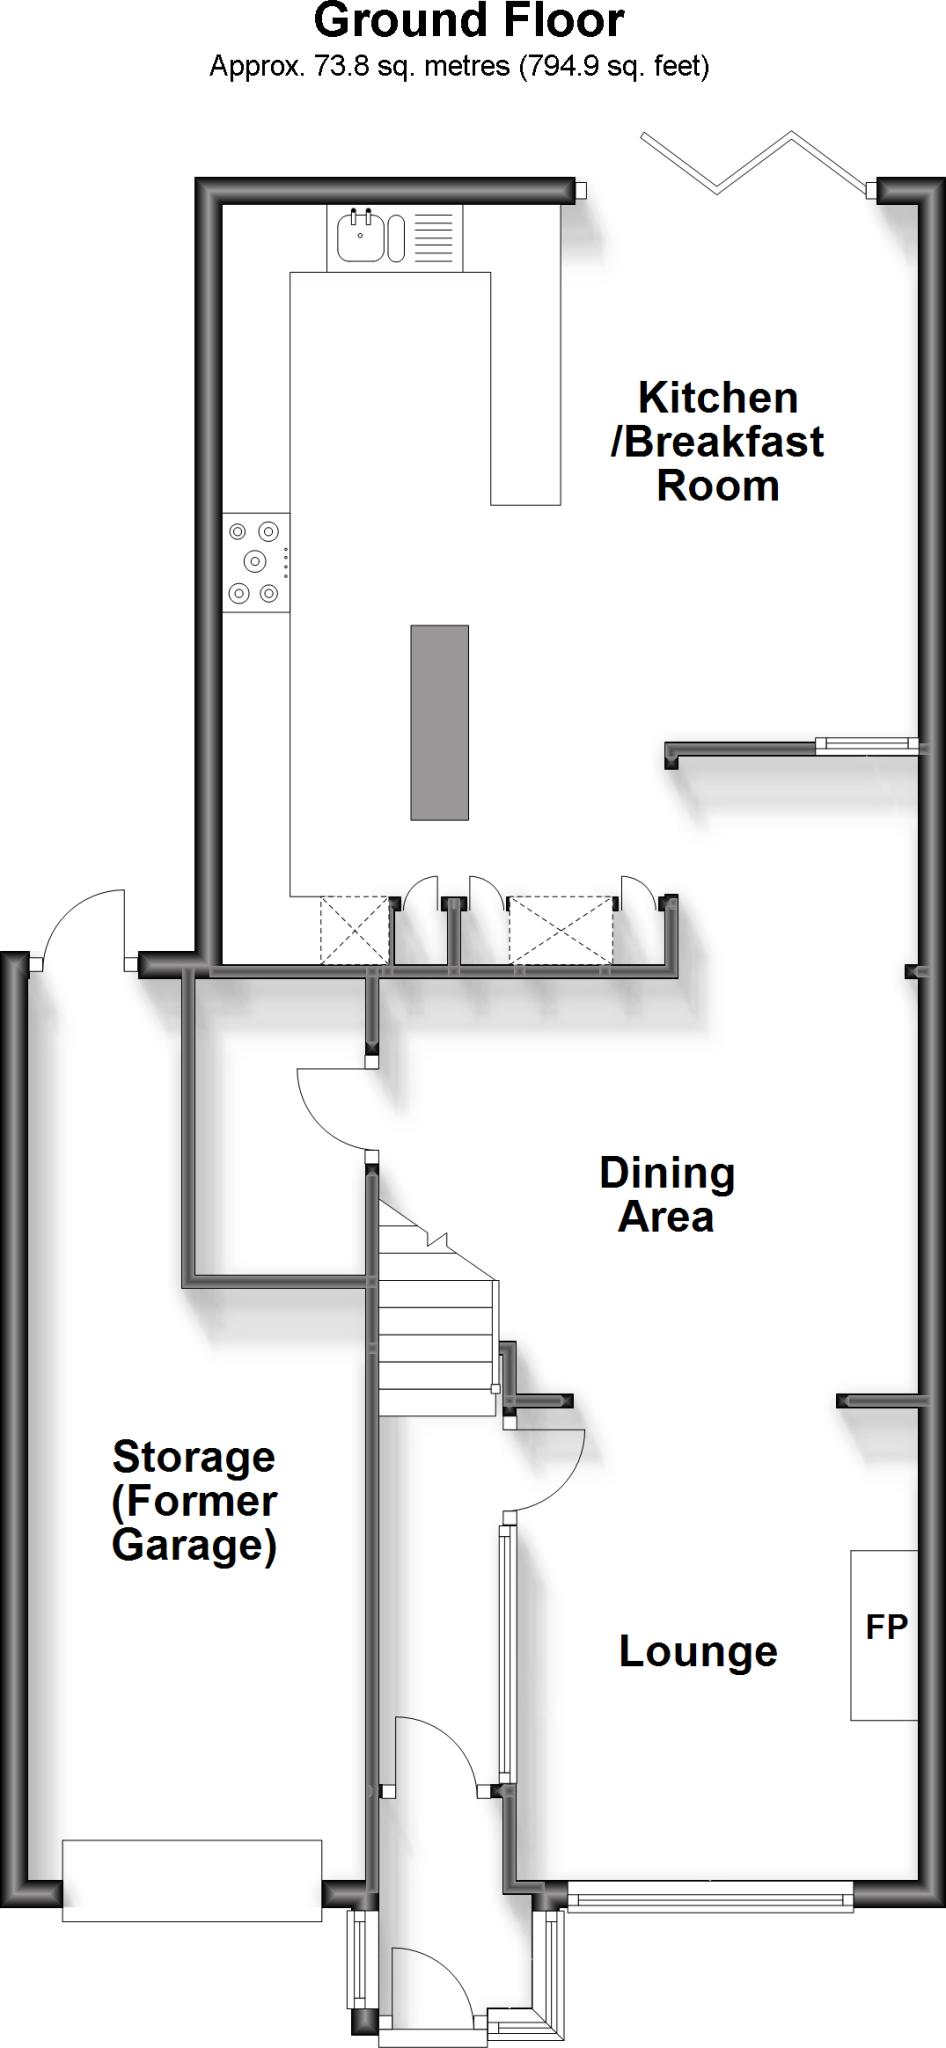 Ground Floor
Approx. 73.8 sq. metres (794.9 sq. feet)
Kitchen
/Breakfast
Room
Dining
Area
Storage
(Former
Garage)
Lounge
FP